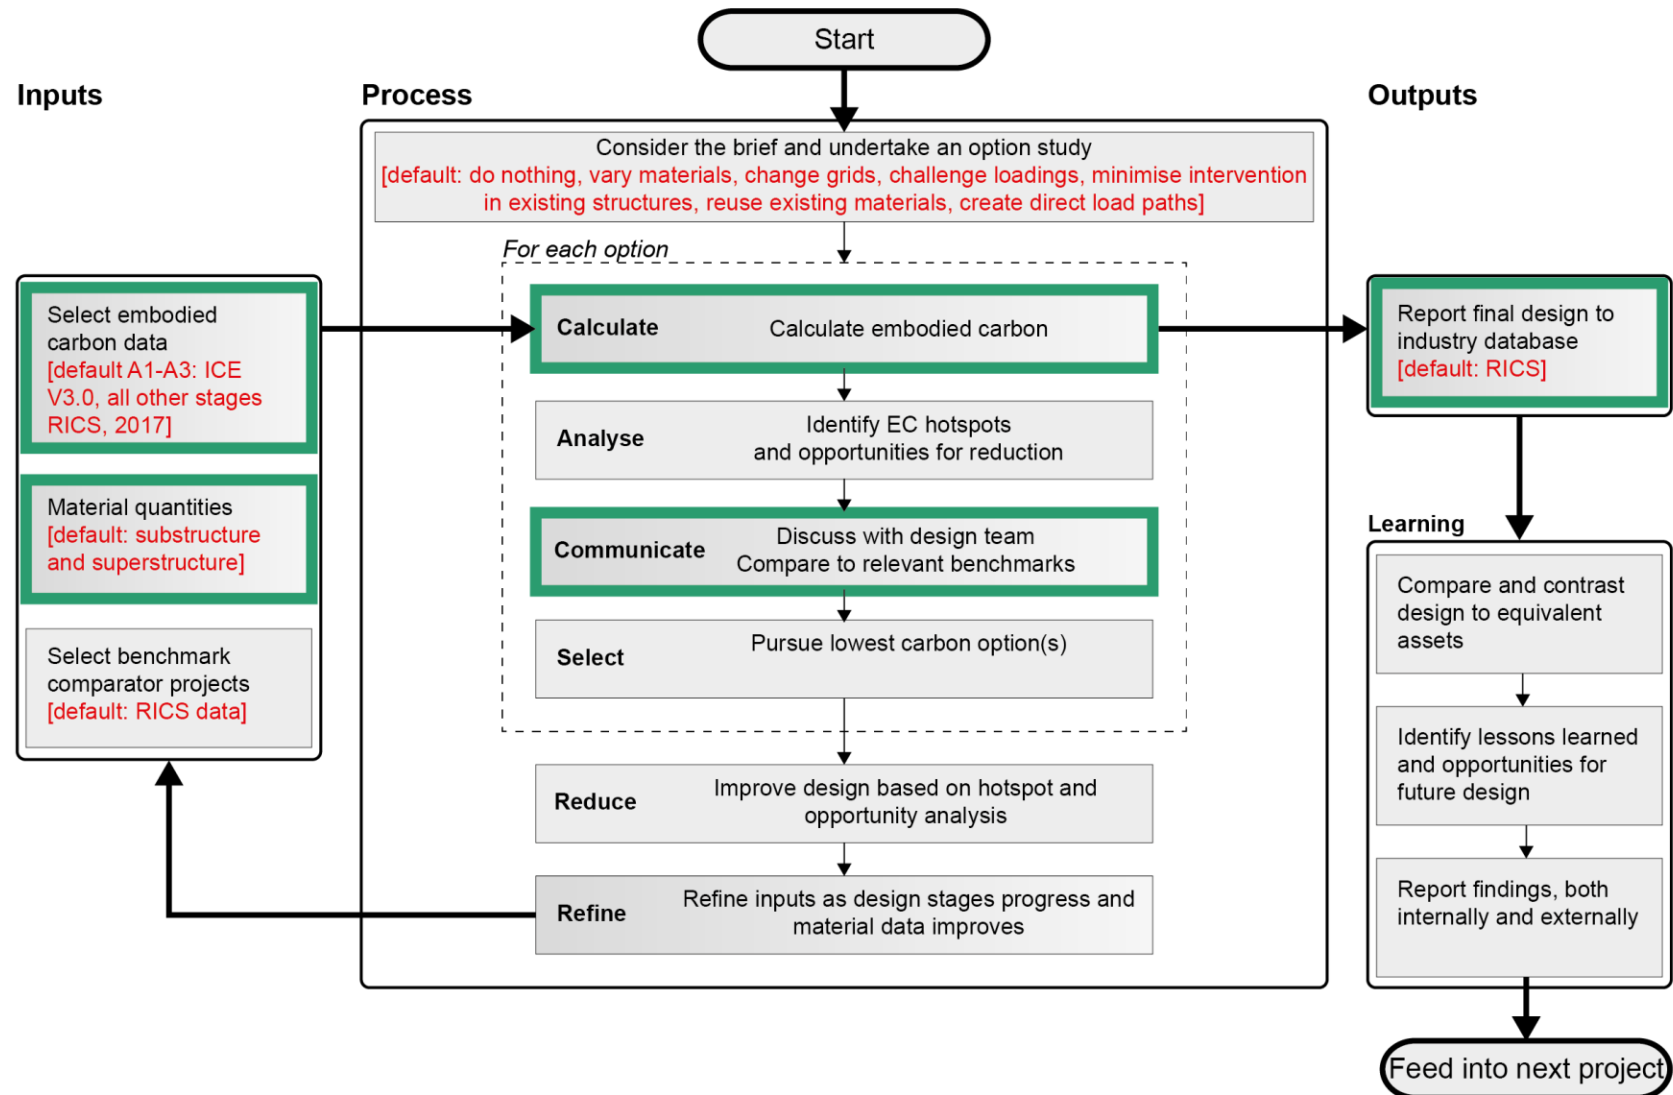 Start
Inputs
Process
Outputs
Consider the brief and undertake an option study
[default: do nothing, vary materials, change grids, challenge loadings, minimise intervention
in existing structures, reuse existing materials, create direct load paths]
For each option
Select embodied
carbon data
[default A1-A3: ICE
V3.0, all other stages
RICS, 2017]
Material quantities
[default: substructure
and superstructure]
Select benchmark
comparator projects
[default: RICS data]
Calculate
Calculate embodied carbon
Analyse
Identify EC hotspots
and opportunities for reduction
Communicate
Discuss with design team
Compare to relevant benchmarks
Select
Pursue lowest carbon option(s)
Reduce
Improve design based on hotspot and
opportunity analysis
Refine
Refine inputs as design stages progress and
material data improves
Report final design to
industry database
[default: RICS]
Learning
Compare and contrast
design to equivalent
assets
Identify lessons learned
and opportunities for
future design
Report findings, both
internally and externally
Feed into next project